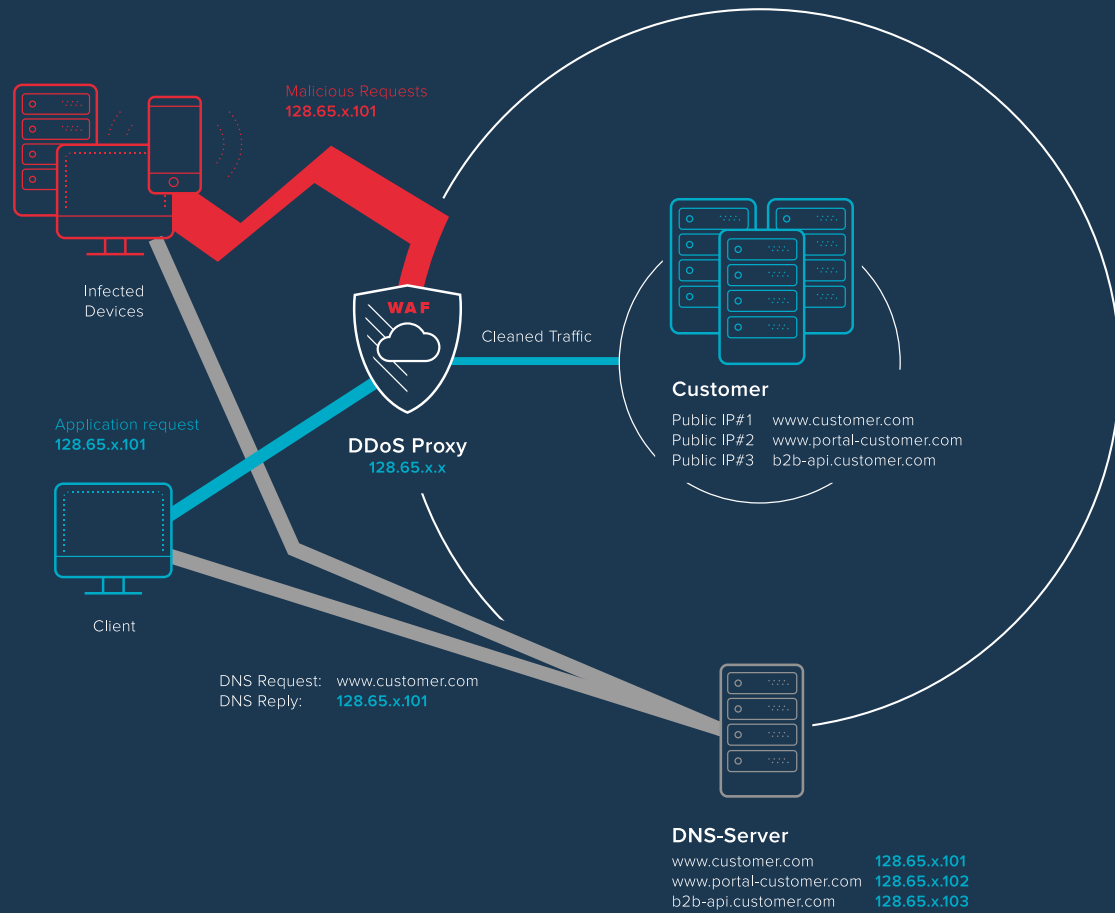 Malicious Requests
128.65.x.101
Infected
Devices
WAF
Cleaned Traffic
Application request
128.65.x.101
DDoS Proxy
128.65.x.x
Customer
Public IP#1 www.customer.com
Public IP#2 www.portal-customer.com
Public IP#3 b2b-api.customer.com
Client
DNS Request: www.customer.com
DNS Reply: 128.65.x.101
DNS-Server
www.customer.com 128.65.x.101
www.portal-customer.com 128.65.x.102
b2b-api.customer.com 128.65.x.103